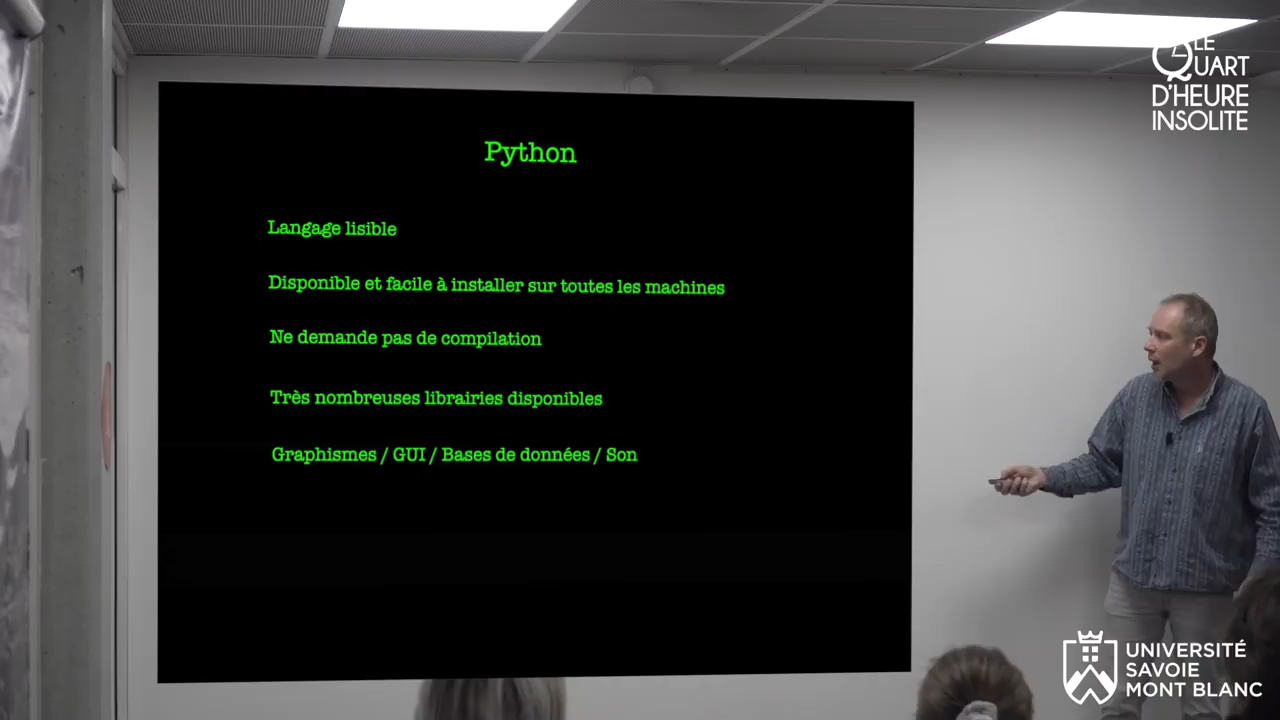 LE
QUART
D'HEURE
INSOLITE
Python
Langage lisible
Disponible et facile à installer sur toutes les machines
Ne demande pas de compilation
Très nombreuses librairies disponibles
Graphismes / GUI / Bases de données / Son
UNIVERSITÉ
SAVOIE
MONT BLANC